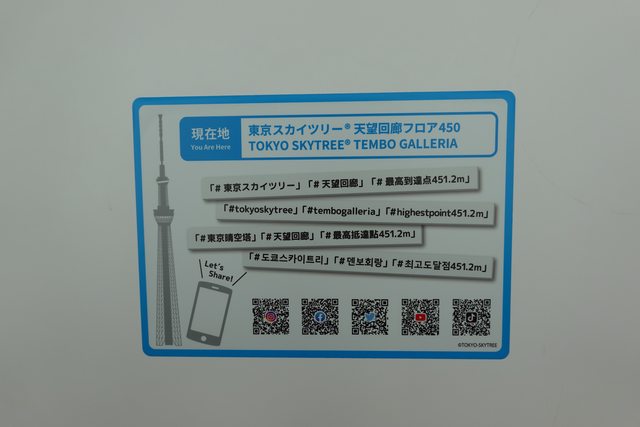 現在地
You Are Here
東京スカイツリー® 天望回廊フロア450
TOKYO SKYTREE® TEMBO GALLERIA
「# 東京スカイツリー」「# 天望回廊」「# 最高到達点451.2m」
「#tokyoskytree」「#tembogalleria」「#highestpoint451.2m」
「# 東京晴空塔」「# 天望回廊」「# 最高抵達點451.2m」
「# 도쿄스카이트리」「# 덴보회랑」「# 최고도달점451.2m」
Let's
Share!
©TOKYO-SKYTREE